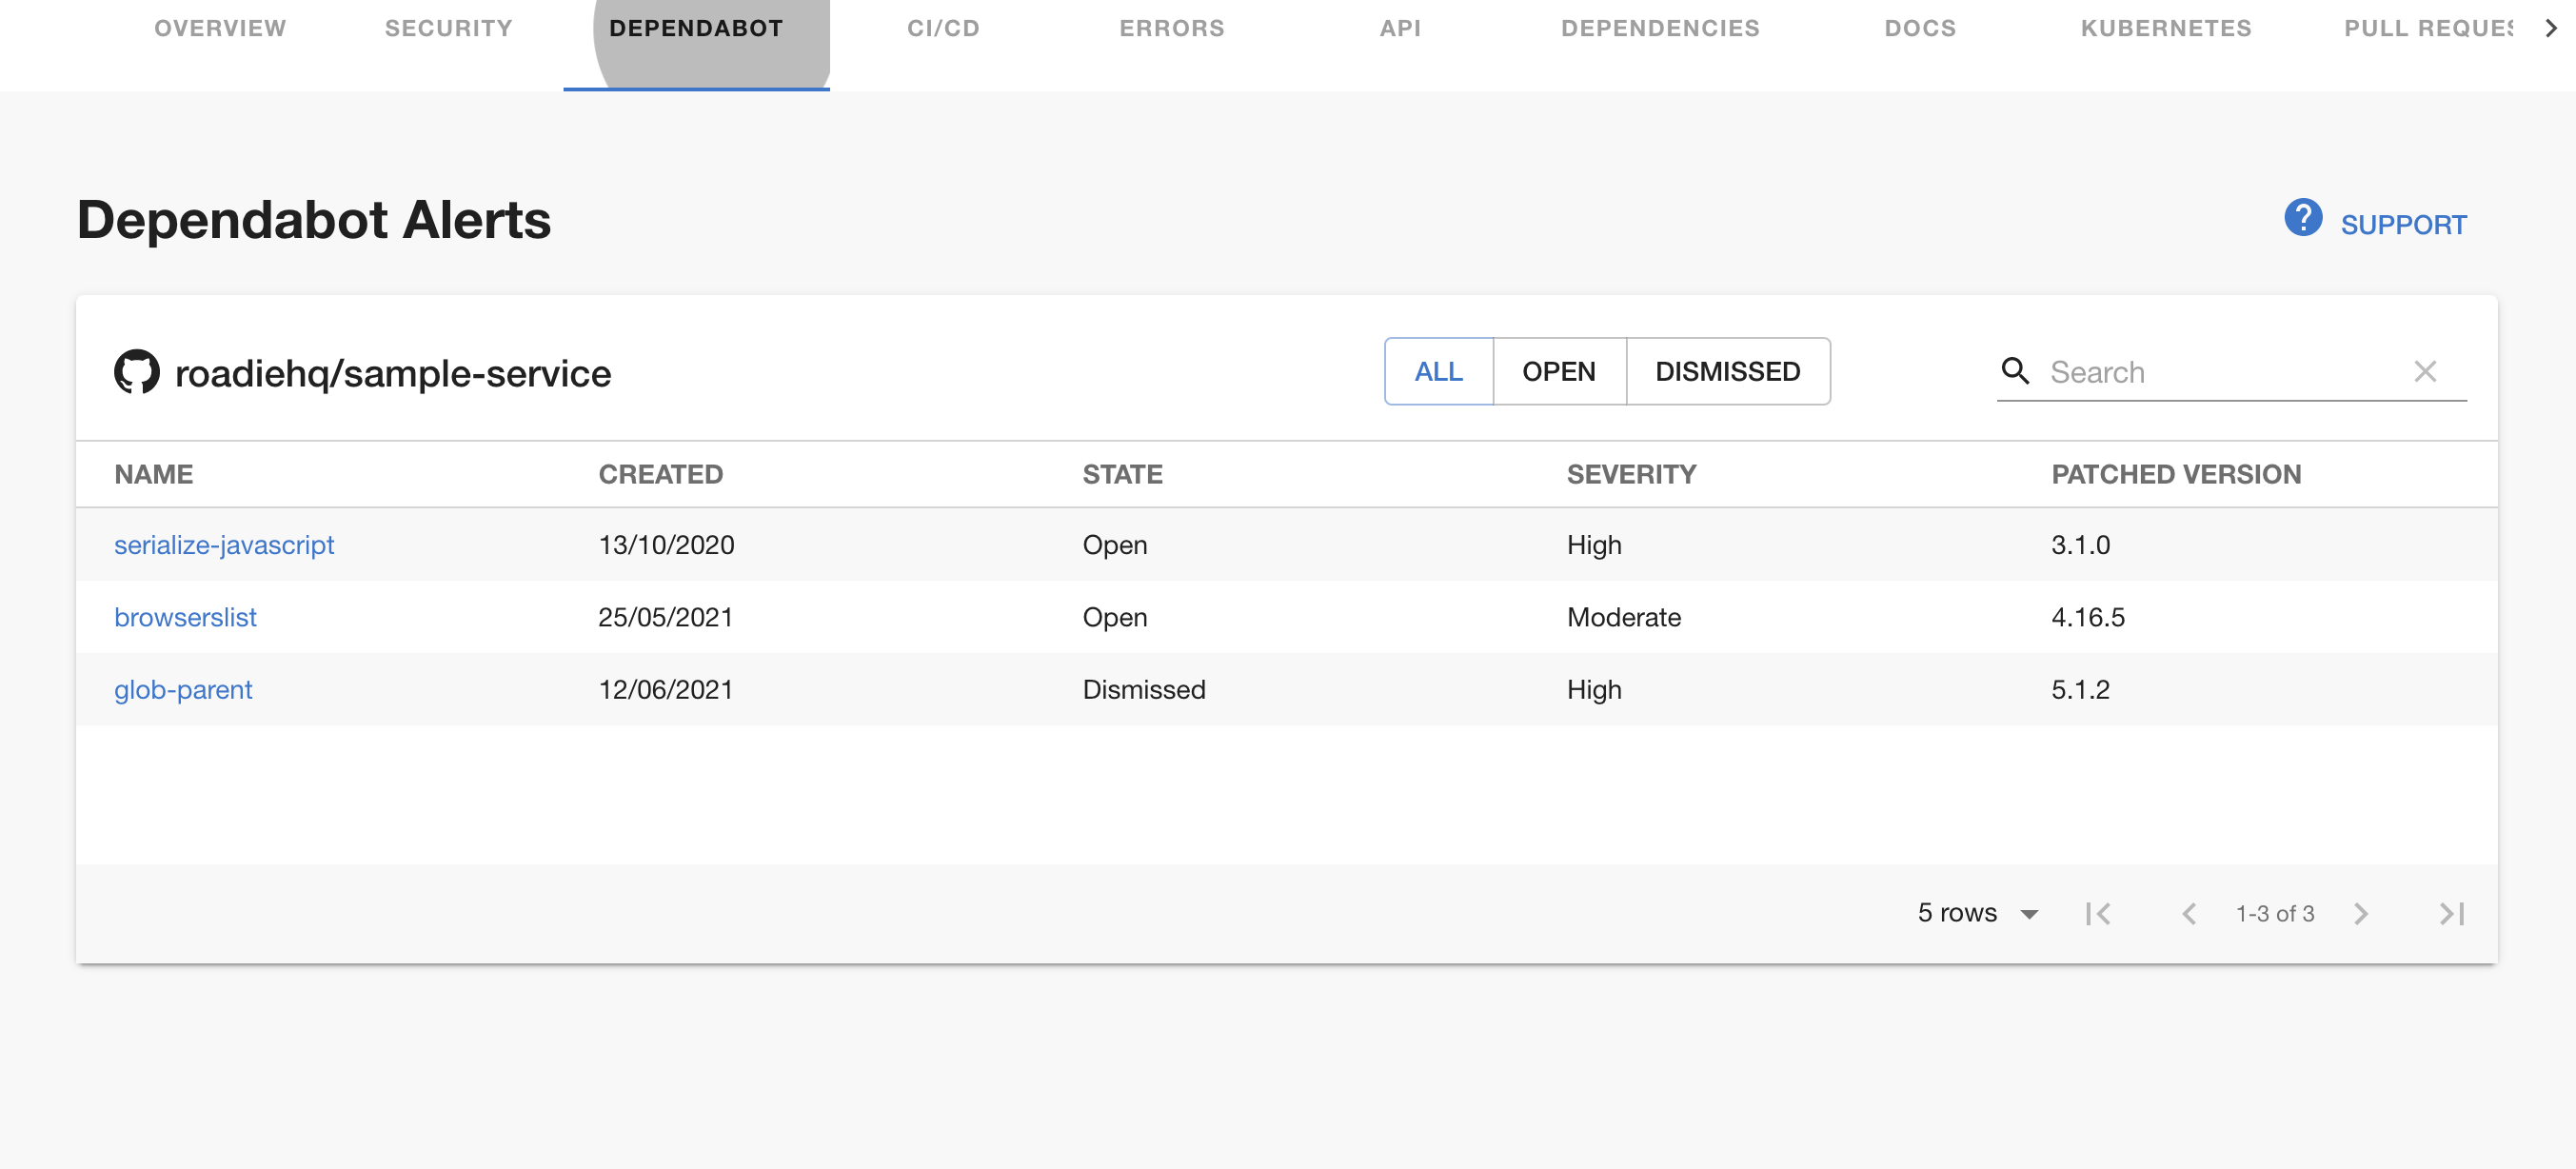 OVERVIEW SECURITY DEPENDABOT CI/CD ERRORS API DEPENDENCIES DOCS KUBERNETES PULL REQUES
Dependabot Alerts
? SUPPORT
roadiehq/sample-service ALL OPEN DISMISSED Search
NAME CREATED STATE SEVERITY PATCHED VERSION
serialize-javascript 13/10/2020 Open High 3.1.0
browserslist 25/05/2021 Open Moderate 4.16.5
glob-parent 12/06/2021 Dismissed High 5.1.2
5 rows 1-3 of 3